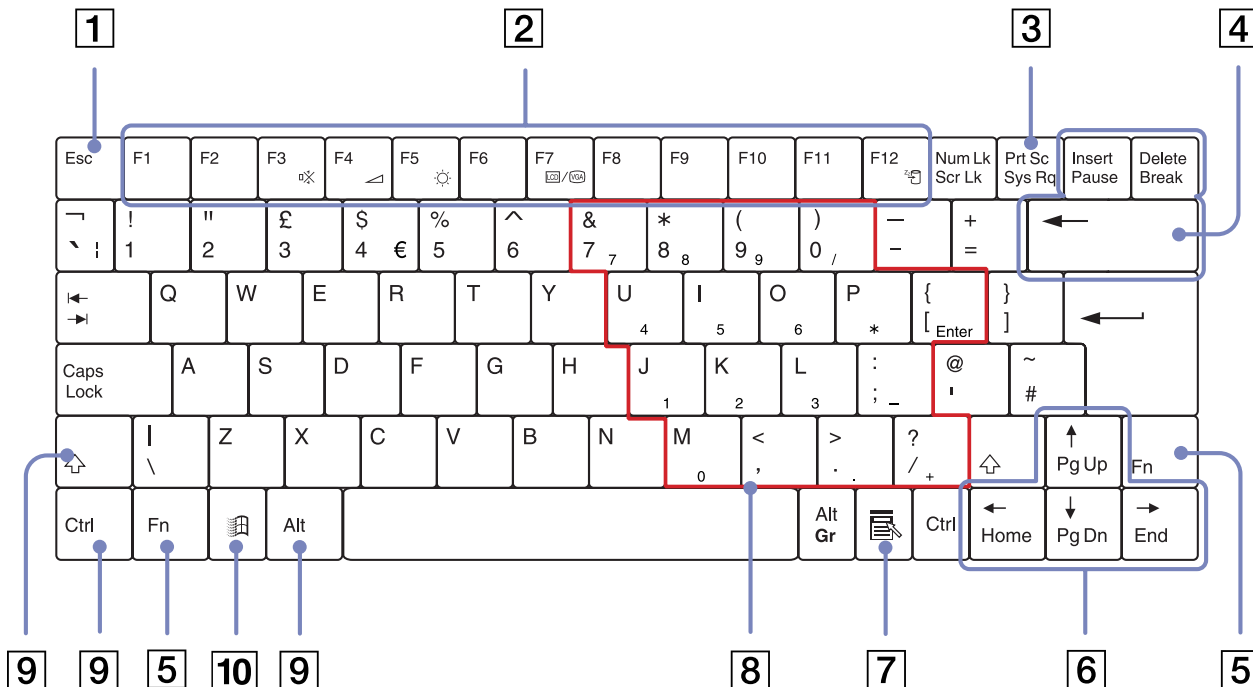 1 2 3 4
Esc F1 F2 F3 F4 F5 F6 F7 F8 F9 F10 F11 F12 Num Lk Prt Sc Insert Delete
LCD / VGA Scr Lk Sys Rq Pause Break
¬ ! " £ $ % ^ & * ( ) — +
` ¦ 1 2 3 4 € 5 6 7 7 8 8 9 9 0 / - =
Q W E R T Y U I O P { }
4 5 6 * [ Enter ]
Caps A S D F G H J K L : @ ~
Lock 1 2 3 ; - ' #
| Z X C V B N M < > ? ↑
\ 0 , . / + Pg Up Fn
Ctrl Fn Alt Alt Ctrl ← ↓ →
Gr Home Pg Dn End
9 9 5 10 9 8 7 6 5